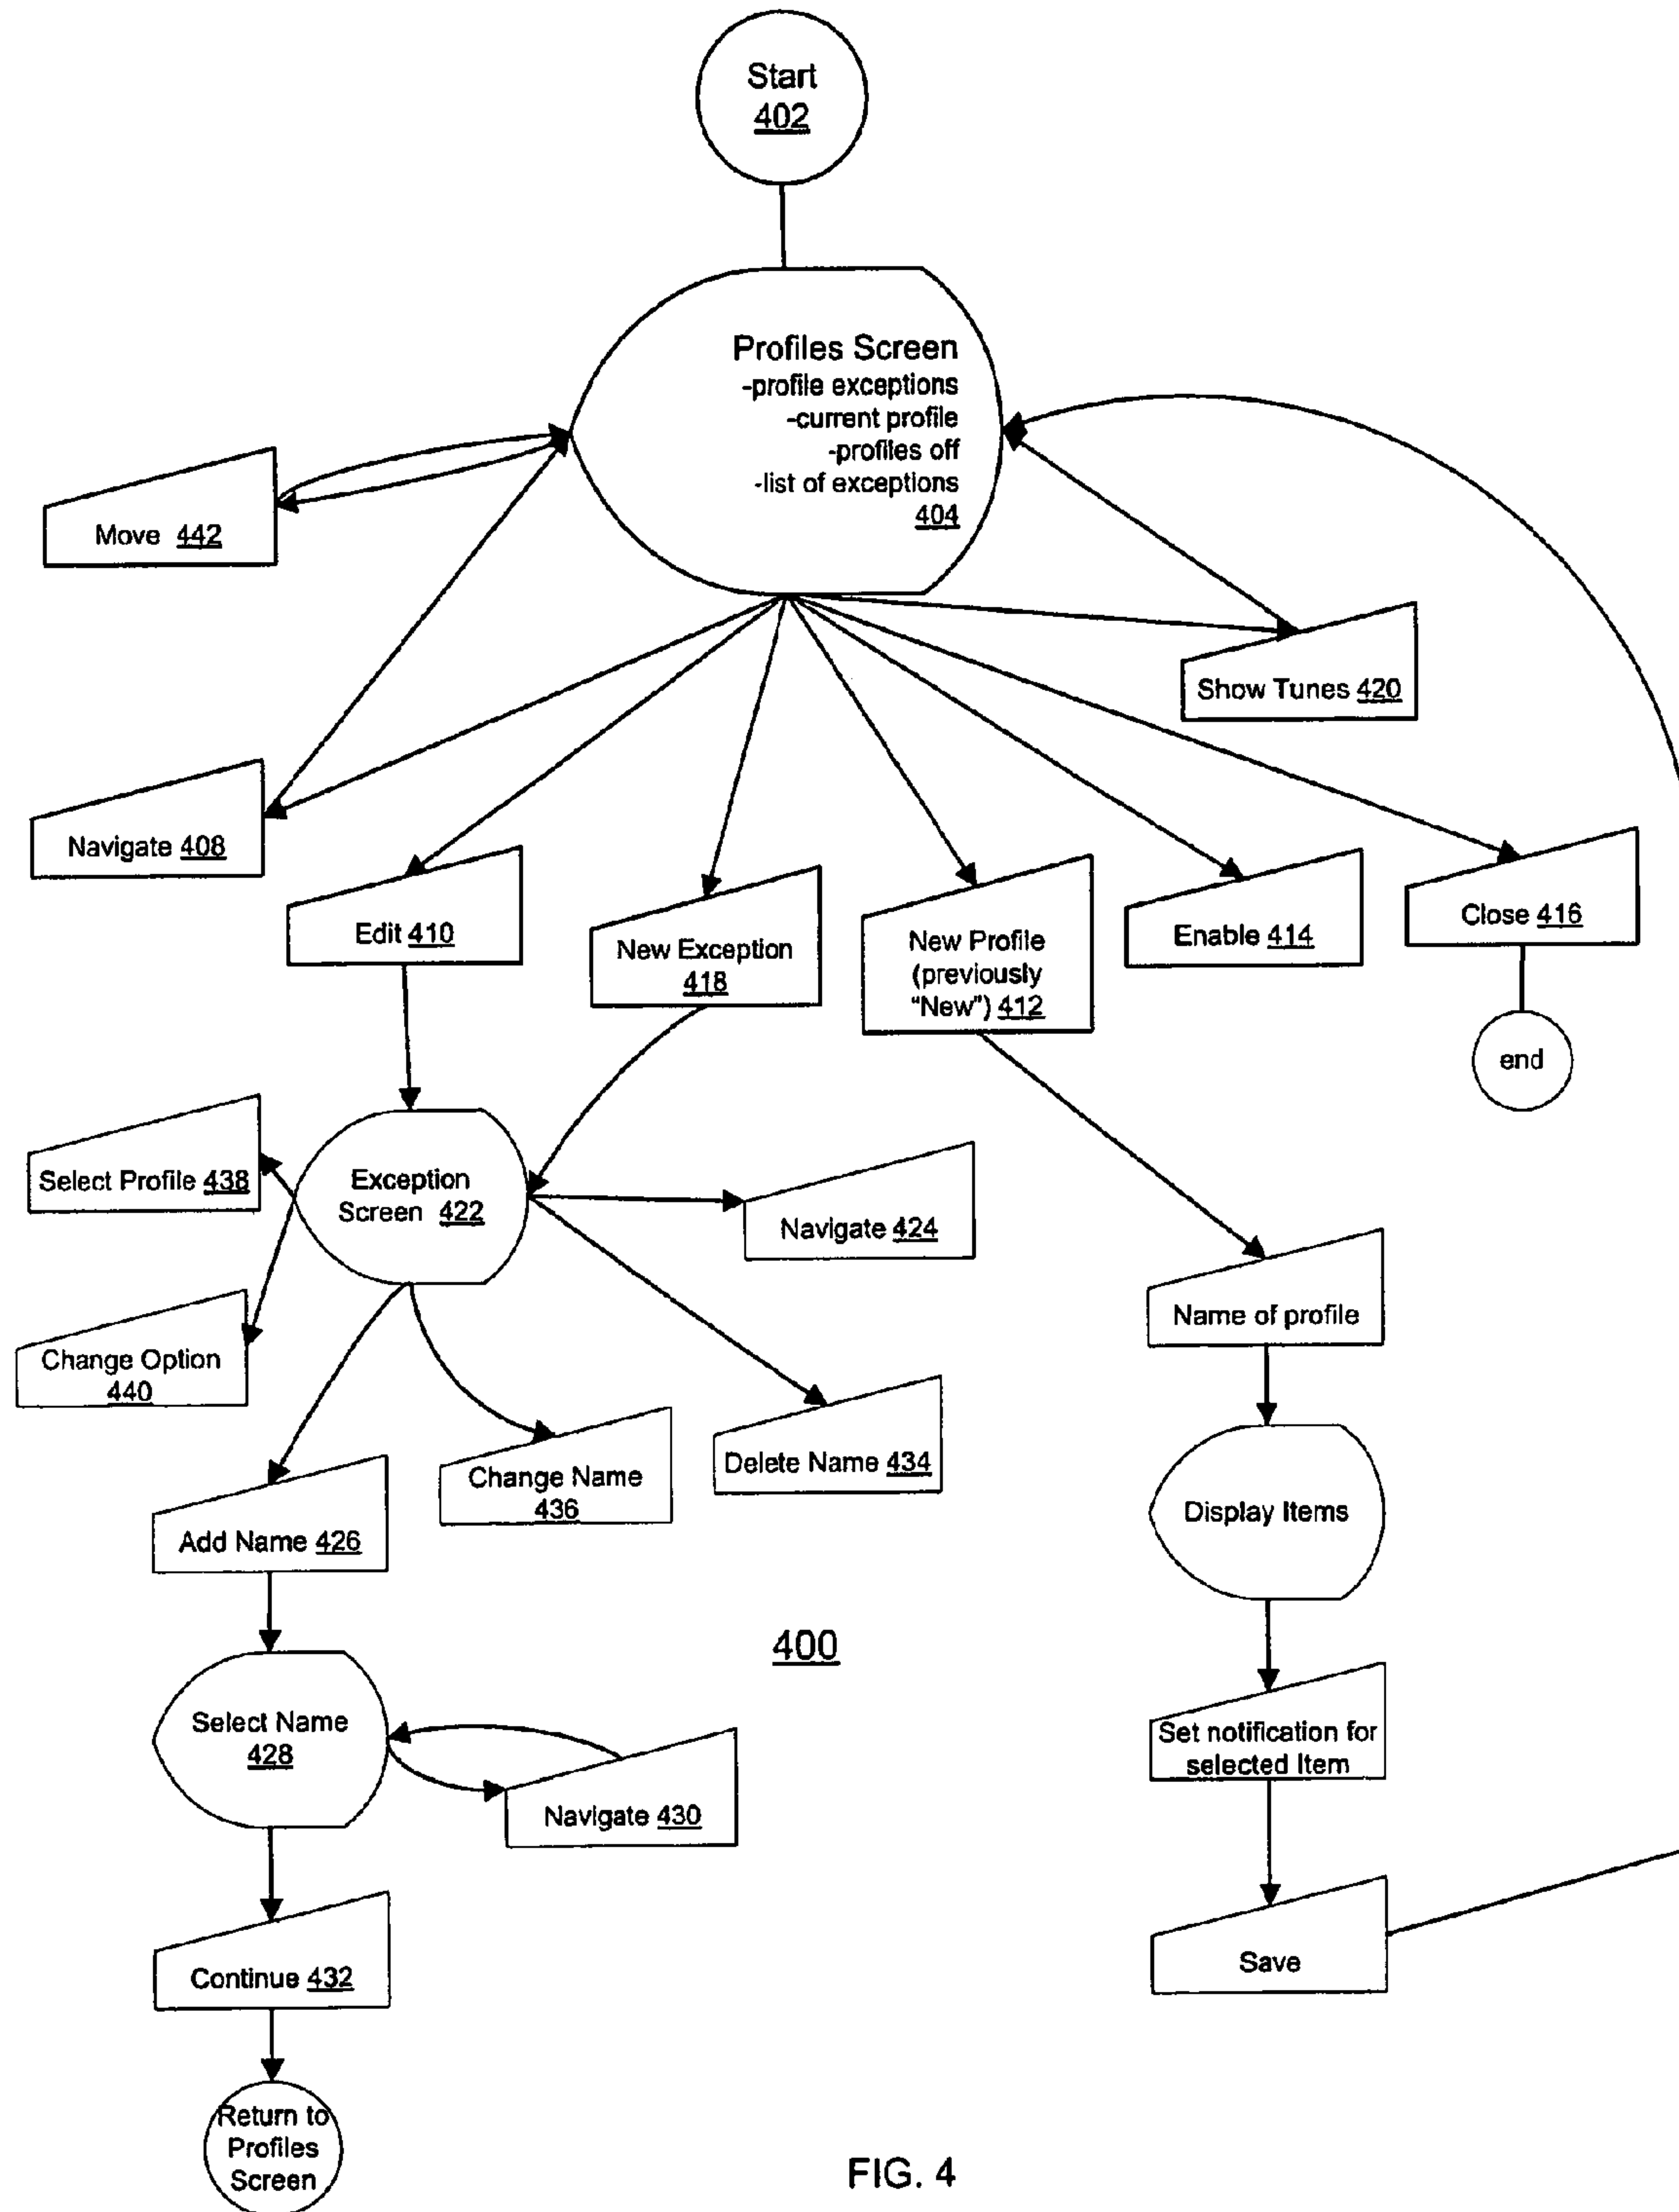 Start
402
Profiles Screen
-profile exceptions
-current profile
-profiles off
-list of exceptions
404
Move 442
Show Tunes 420
Navigate 408
Edit 410
New Exception
418
New Profile
(previously
"New") 412
Enable 414
Close 416
end
Select Profile 438
Exception
Screen 422
Navigate 424
Name of profile
Change Option
440
Change Name
436
Delete Name 434
Add Name 426
Display Items
400
Select Name
428
Navigate 430
Set notification for
selected Item
Continue 432
Save
Return to
Profiles
Screen
FIG. 4